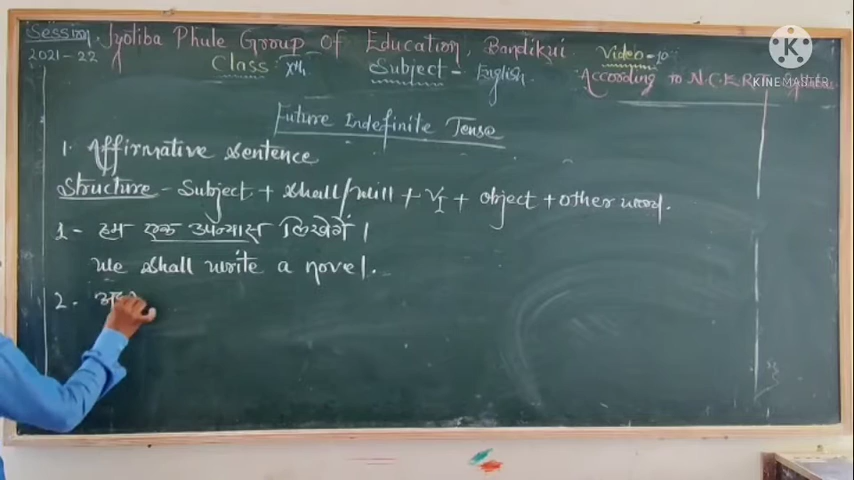 Session, Jyotiba Phule Group Of Education, Bandikui. Video-10
2021-22 Class: Xth Subject- English. According to N.C.E.R.T.
KINEMASTER
Future Indefinite Tense
1. Affirmative Sentence
Structure - Subject + Shall/will + V1 + object + other word.
1- हम एक उपन्यास लिखेगें।
We shall write a novel.
2.